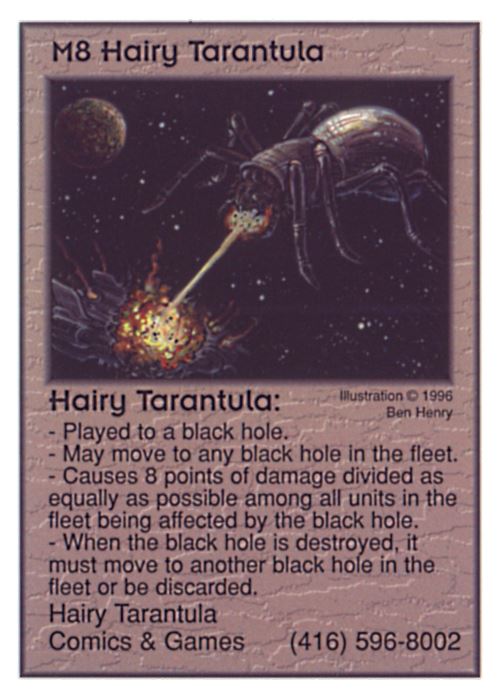 M8 Hairy Tarantula
Hairy Tarantula:
Illustration © 1996
Ben Henry
- Played to a black hole.
- May move to any black hole in the fleet.
- Causes 8 points of damage divided as
equally as possible among all units in the
fleet being affected by the black hole.
- When the black hole is destroyed, it
must move to another black hole in the
fleet or be discarded.
Hairy Tarantula
Comics & Games (416) 596-8002